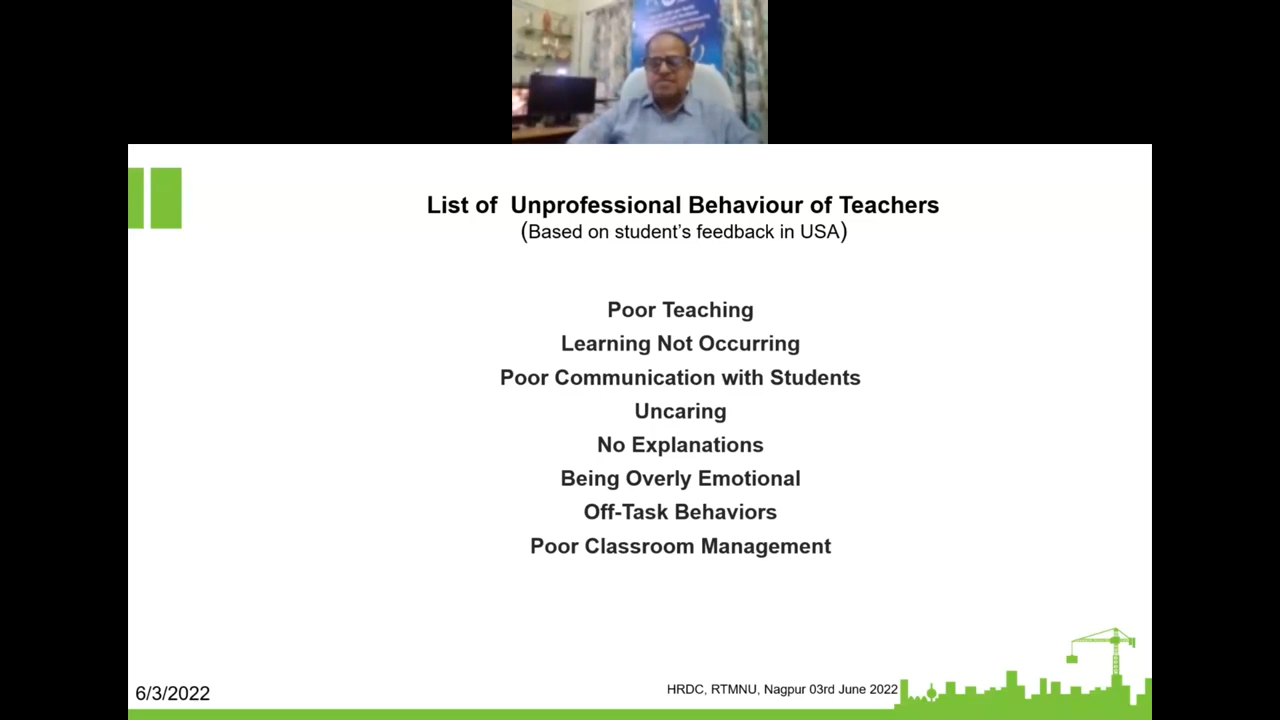 List of  Unprofessional Behaviour of Teachers
(Based on student’s feedback in USA)
Poor Teaching
Learning Not Occurring
Poor Communication with Students
Uncaring
No Explanations
Being Overly Emotional
Off-Task Behaviors
Poor Classroom Management
6/3/2022
HRDC, RTMNU, Nagpur 03rd June 2022